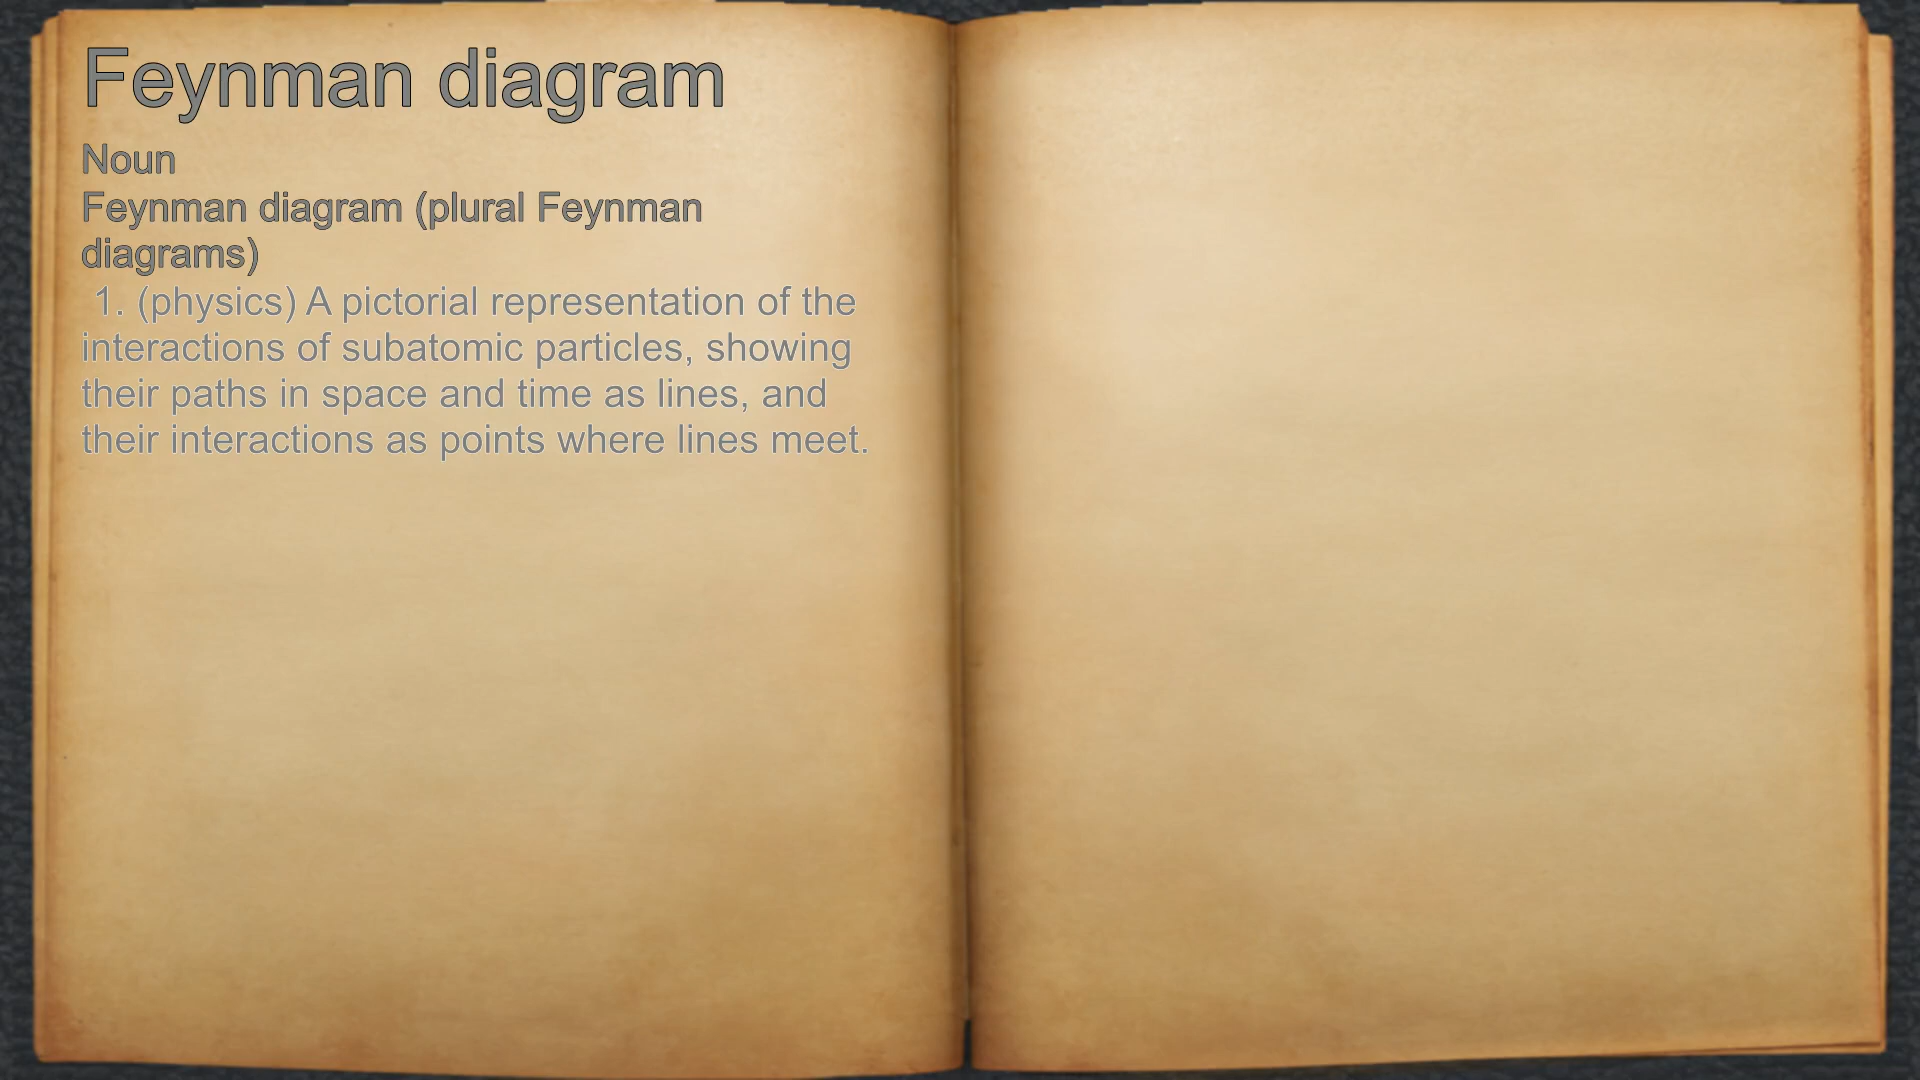 Feynman diagram
Noun
Feynman diagram (plural Feynman
diagrams)
1. (physics) A pictorial representation of the
interactions of subatomic particles, showing
their paths in space and time as lines, and
their interactions as points where lines meet.